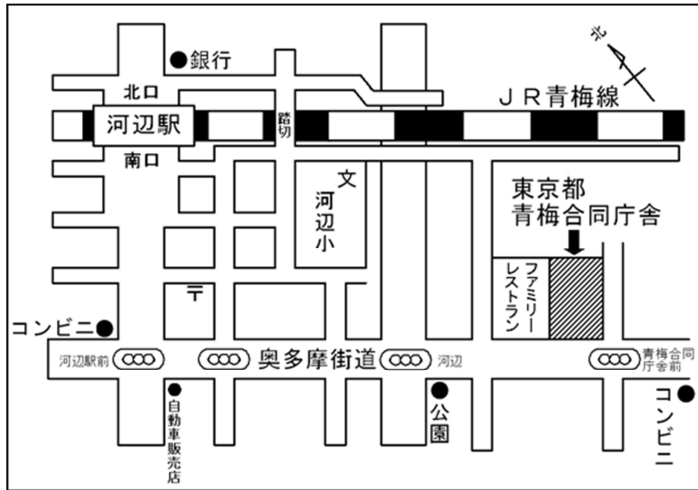 銀行
北
北口
JR青梅線
河辺駅
踏切
南口
文
河辺小
東京都
青梅合同庁舎
ファミリー
レストラン
〒
コンビニ
河辺駅前
奥多摩街道
河辺
青梅合同
庁舎前
自動車販売店
公園
コンビニ